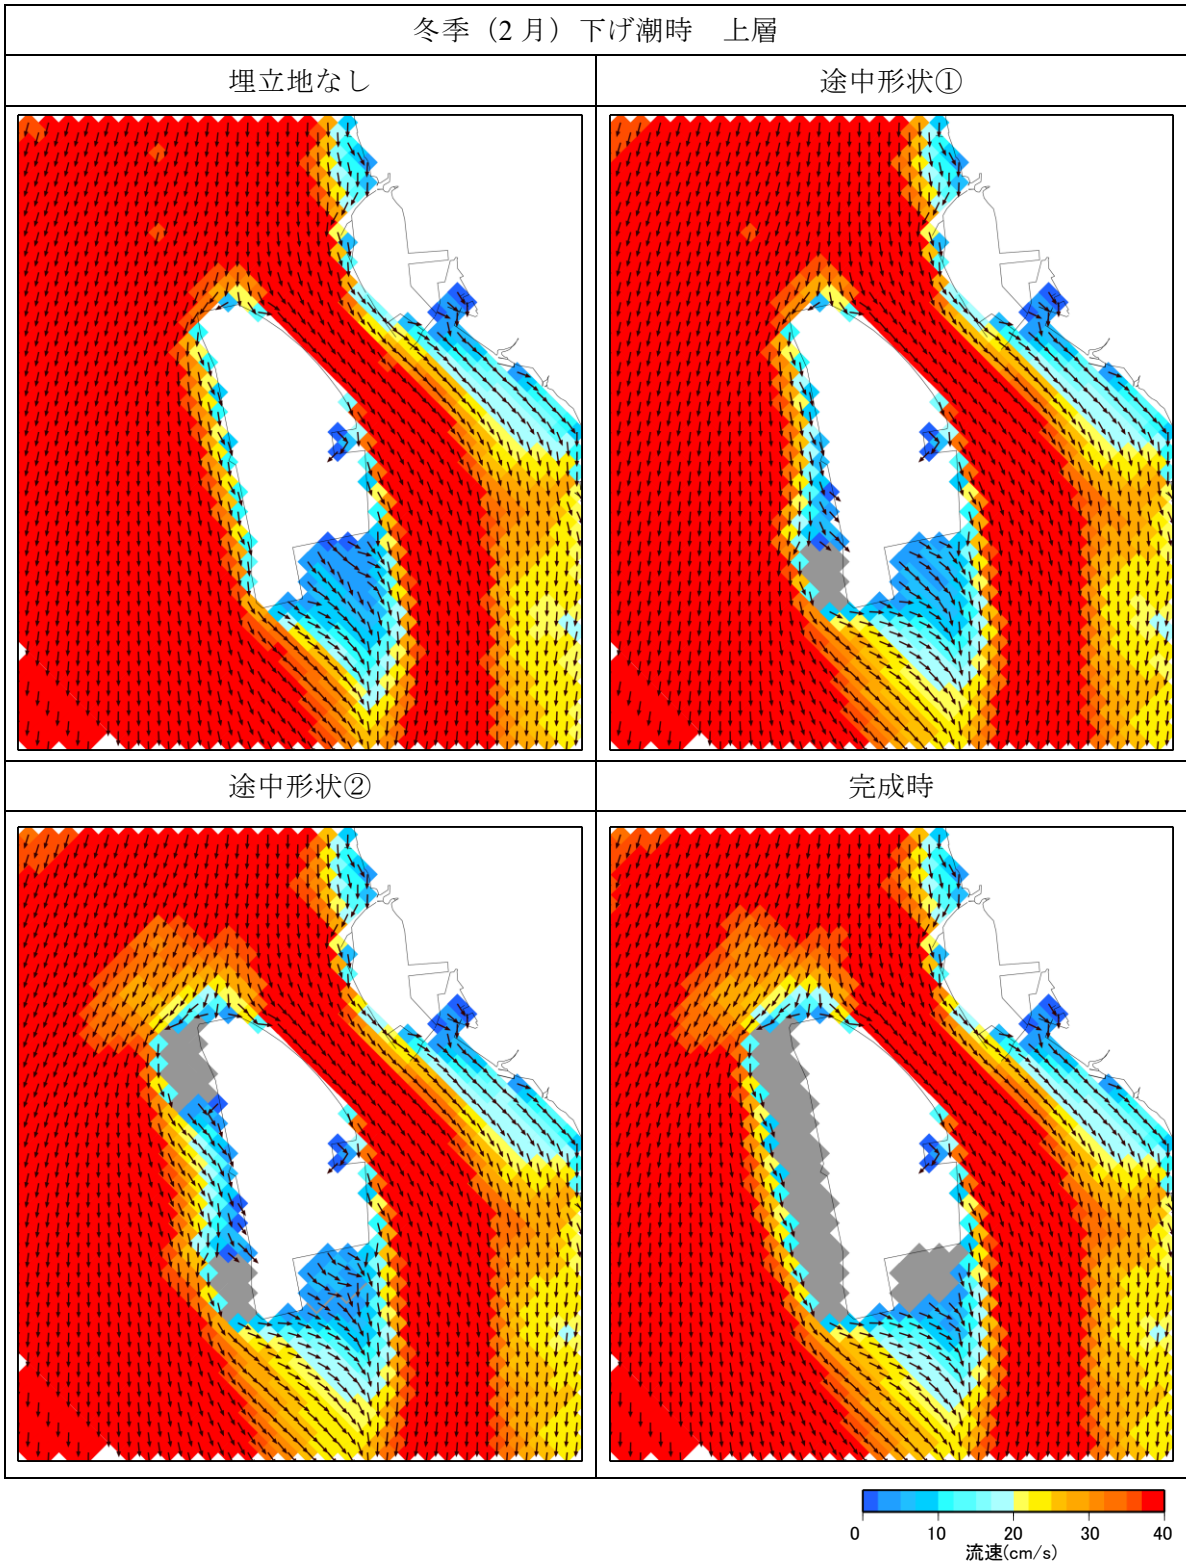 冬季（2月）下げ潮時　上層
埋立地なし
途中形状①
途中形状②
完成時
0 10 20 30 40
流速(cm/s)